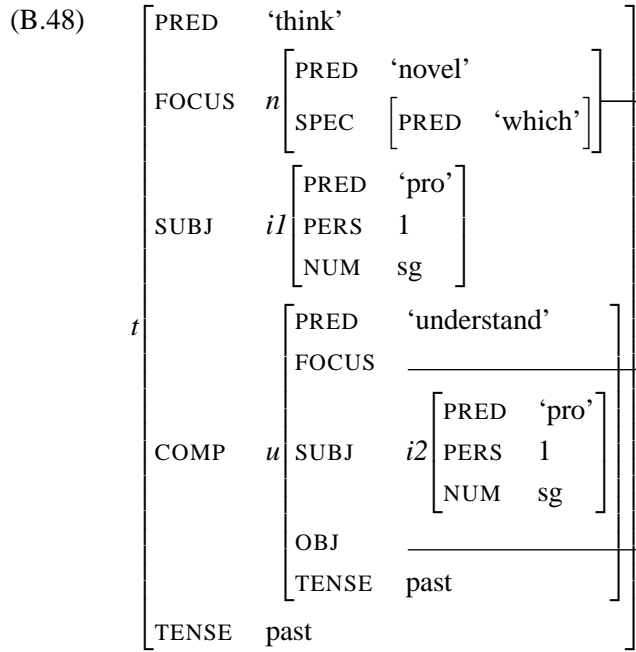 (B.48)
PRED ‘think’
PRED ‘novel’
FOCUS n
SPEC PRED ‘which’
PRED ‘pro’
SUBJ i1 PERS 1
NUM sg
t
PRED ‘understand’
FOCUS
PRED ‘pro’
COMP u SUBJ i2 PERS 1
NUM sg
OBJ
TENSE past
TENSE past